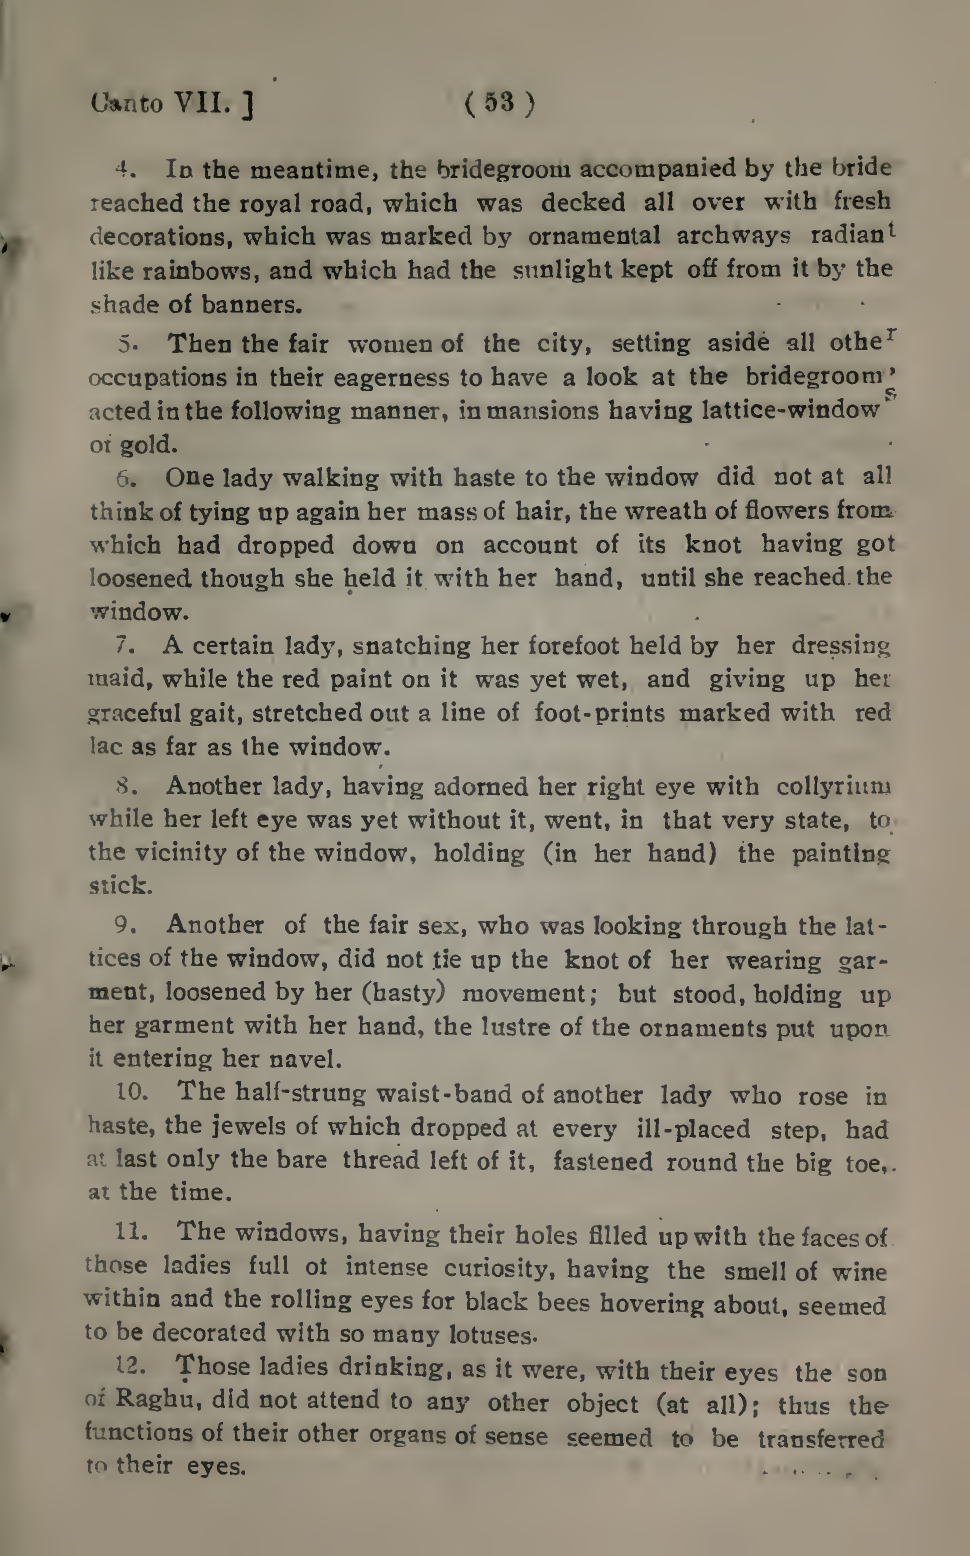 Canto VII. ] ( 53 )
4. In the meantime, the bridegroom accompanied by the bride
reached the royal road, which was decked all over with fresh
decorations, which was marked by ornamental archways radiant
like rainbows, and which had the sunlight kept off from it by the
shade of banners.
5. Then the fair women of the city, setting aside all other
occupations in their eagerness to have a look at the bridegroom,
acted in the following manner, in mansions having lattice-windows
of gold.
6. One lady walking with haste to the window did not at all
think of tying up again her mass of hair, the wreath of flowers from
which had dropped down on account of its knot having got
loosened though she held it with her hand, until she reached the
window.
7. A certain lady, snatching her forefoot held by her dressing
maid, while the red paint on it was yet wet, and giving up her
graceful gait, stretched out a line of foot-prints marked with red
lac as far as the window.
8. Another lady, having adorned her right eye with collyrium
while her left eye was yet without it, went, in that very state, to
the vicinity of the window, holding (in her hand) the painting
stick.
9. Another of the fair sex, who was looking through the lat-
tices of the window, did not tie up the knot of her wearing gar-
ment, loosened by her (hasty) movement; but stood, holding up
her garment with her hand, the lustre of the ornaments put upon
it entering her navel.
10. The half-strung waist-band of another lady who rose in
haste, the jewels of which dropped at every ill-placed step, had
at last only the bare thread left of it, fastened round the big toe,
at the time.
11. The windows, having their holes filled up with the faces of
those ladies full of intense curiosity, having the smell of wine
within and the rolling eyes for black bees hovering about, seemed
to be decorated with so many lotuses.
12. Those ladies drinking, as it were, with their eyes the son
of Raghu, did not attend to any other object (at all); thus the
functions of their other organs of sense seemed to be transferred
to their eyes.